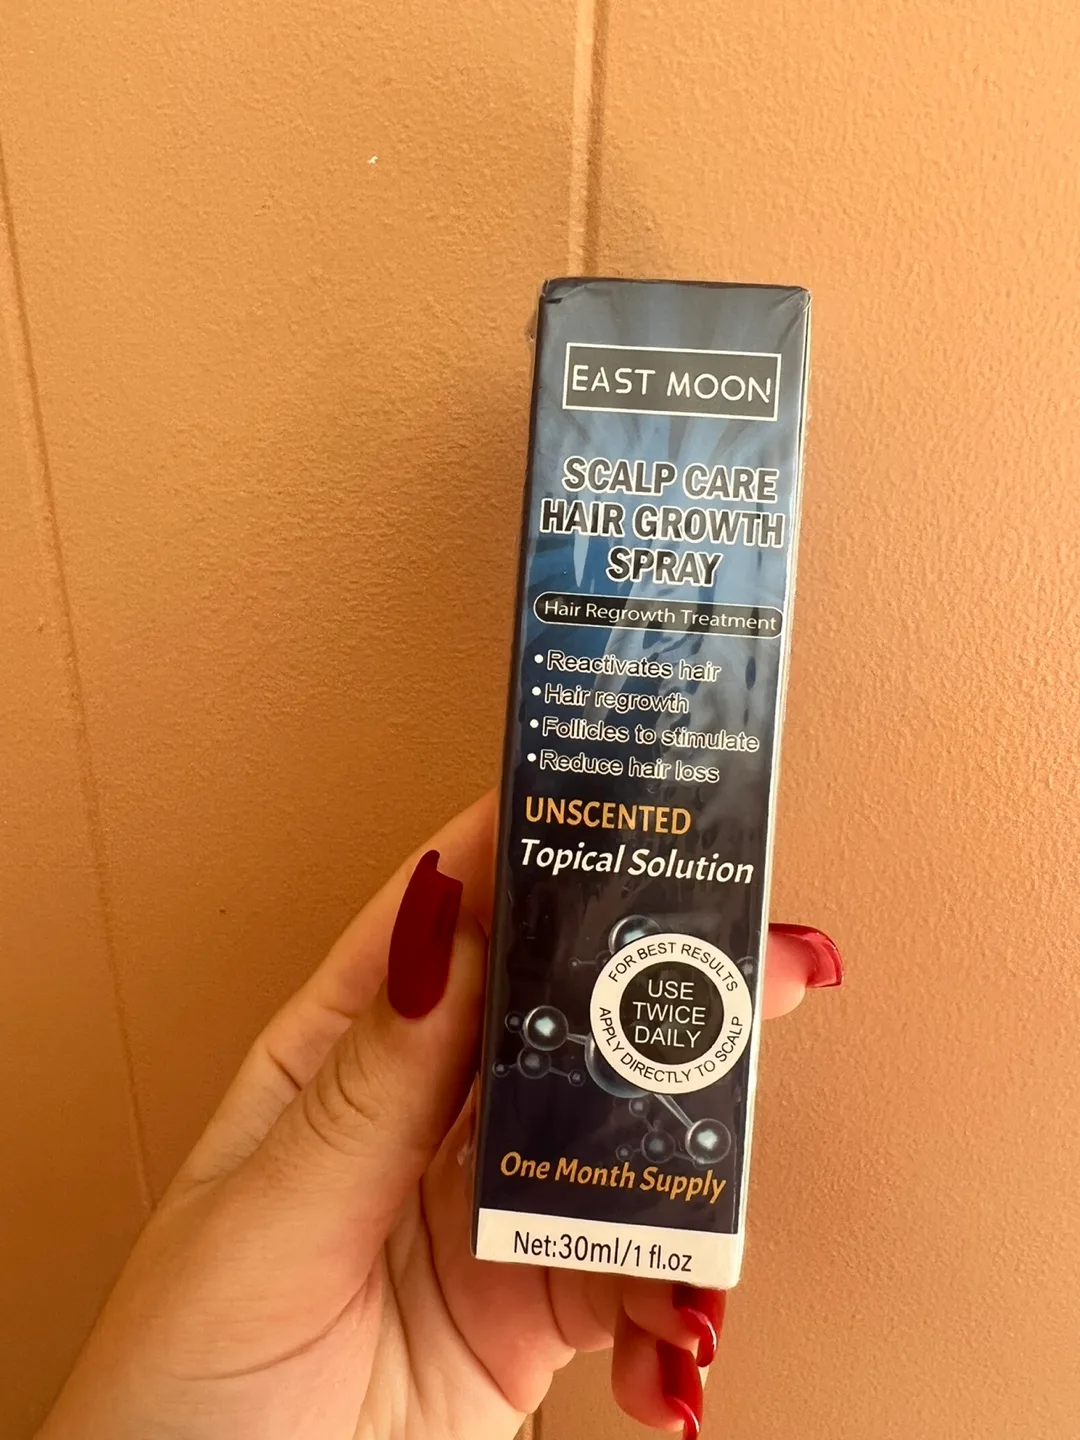 EAST MOON
SCALP CARE
HAIR GROWTH
SPRAY
Hair Regrowth Treatment
• Reactivates hair
• Hair regrowth
• Follicles to stimulate
• Reduce hair loss
UNSCENTED
Topical Solution
FOR BEST RESULTS
USE
TWICE
DAILY
APPLY DIRECTLY TO SCALP
One Month Supply
Net:30ml/1 fl.oz